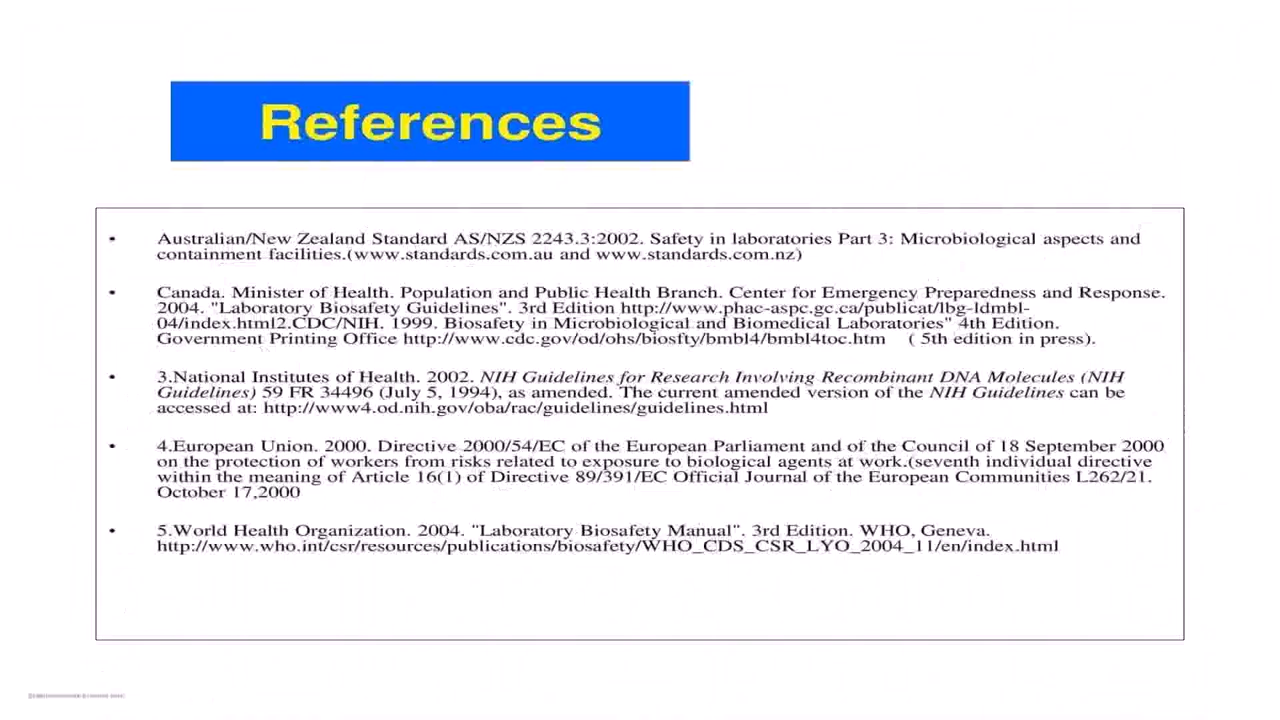 References
• Australian/New Zealand Standard AS/NZS 2243.3:2002. Safety in laboratories Part 3: Microbiological aspects and
containment facilities.(www.standards.com.au and www.standards.com.nz)
• Canada. Minister of Health. Population and Public Health Branch. Center for Emergency Preparedness and Response.
2004. "Laboratory Biosafety Guidelines". 3rd Edition http://www.phac-aspc.gc.ca/publicat/lbg-ldmbl-
04/index.html2.CDC/NIH. 1999. Biosafety in Microbiological and Biomedical Laboratories" 4th Edition.
Government Printing Office http://www.cdc.gov/od/ohs/biosfty/bmbl4/bmbl4toc.htm ( 5th edition in press).
• 3.National Institutes of Health. 2002. NIH Guidelines for Research Involving Recombinant DNA Molecules (NIH
Guidelines) 59 FR 34496 (July 5, 1994), as amended. The current amended version of the NIH Guidelines can be
accessed at: http://www4.od.nih.gov/oba/rac/guidelines/guidelines.html
• 4.European Union. 2000. Directive 2000/54/EC of the European Parliament and of the Council of 18 September 2000
on the protection of workers from risks related to exposure to biological agents at work.(seventh individual directive
within the meaning of Article 16(1) of Directive 89/391/EC Official Journal of the European Communities L262/21.
October 17,2000
• 5.World Health Organization. 2004. "Laboratory Biosafety Manual". 3rd Edition. WHO, Geneva.
http://www.who.int/csr/resources/publications/biosafety/WHO_CDS_CSR_LYO_2004_11/en/index.html